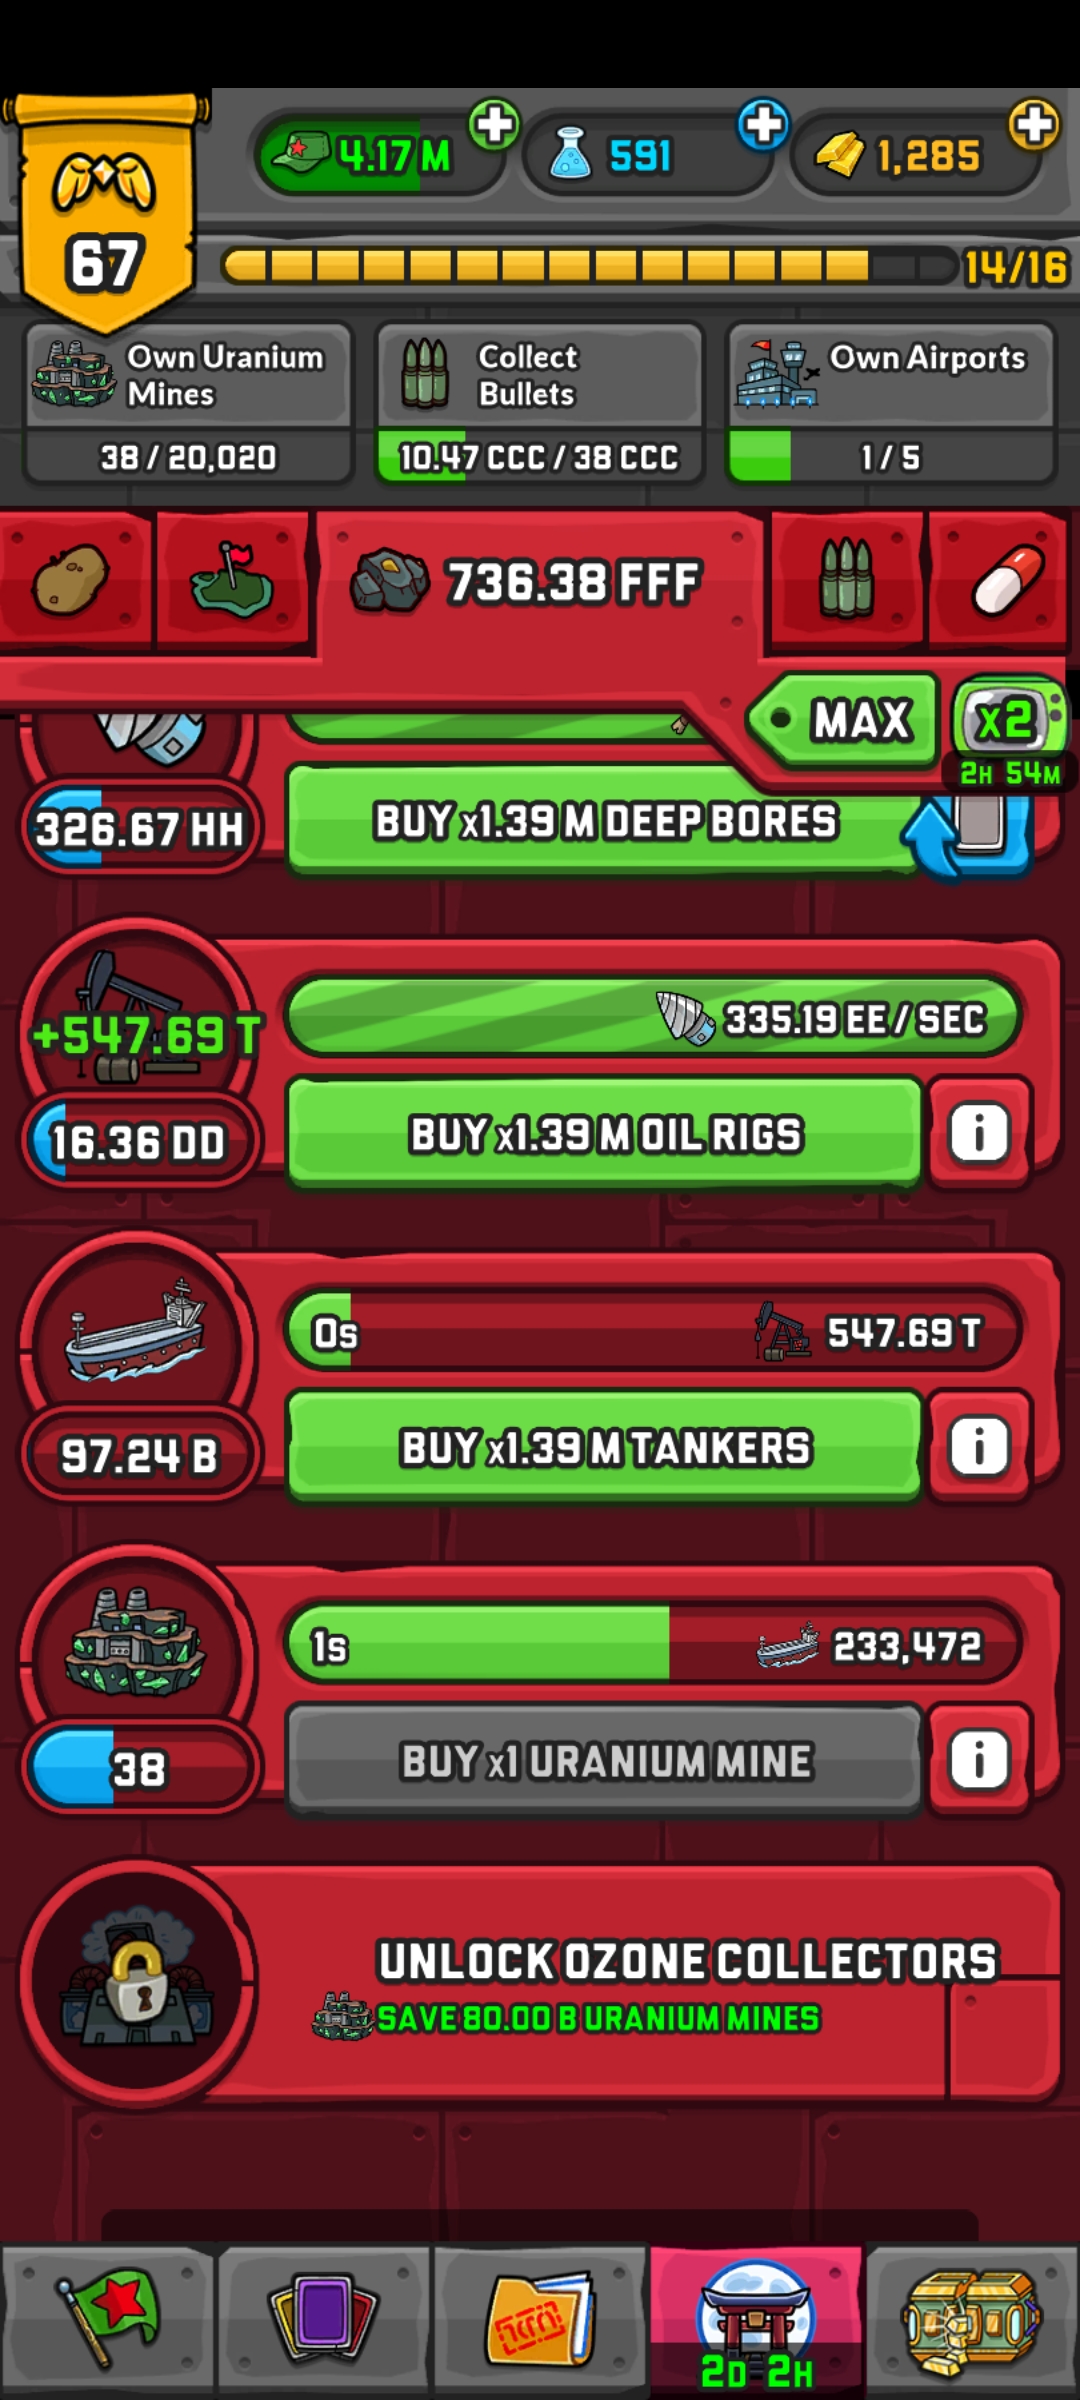 4.17 M
591
1,285
67
14/16
Own Uranium
Mines
38 / 20,020
Collect
Bullets
10.47 CCC / 38 CCC
Own Airports
1 / 5
736.38 FFF
MAX
x2
2H 54M
326.67 HH
BUY x1.39 M DEEP BORES
+547.69 T
335.19 EE / SEC
16.36 DD
BUY x1.39 M OIL RIGS
i
0s
547.69 T
97.24 B
BUY x1.39 M TANKERS
i
1s
233,472
38
BUY x1 URANIUM MINE
i
UNLOCK OZONE COLLECTORS
SAVE 80.00 B URANIUM MINES
2D 2H